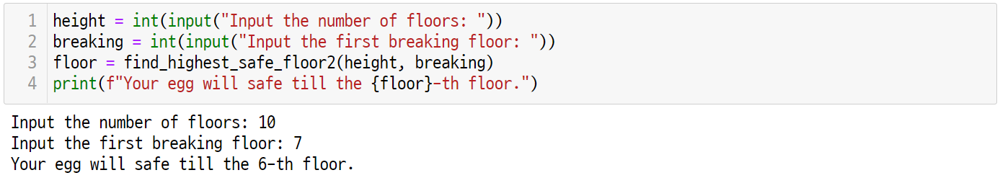 1 height = int(input("Input the number of floors: "))
2 breaking = int(input("Input the first breaking floor: "))
3 floor = find_highest_safe_floor2(height, breaking)
4 print(f"Your egg will safe till the {floor}-th floor.")
Input the number of floors: 10
Input the first breaking floor: 7
Your egg will safe till the 6-th floor.